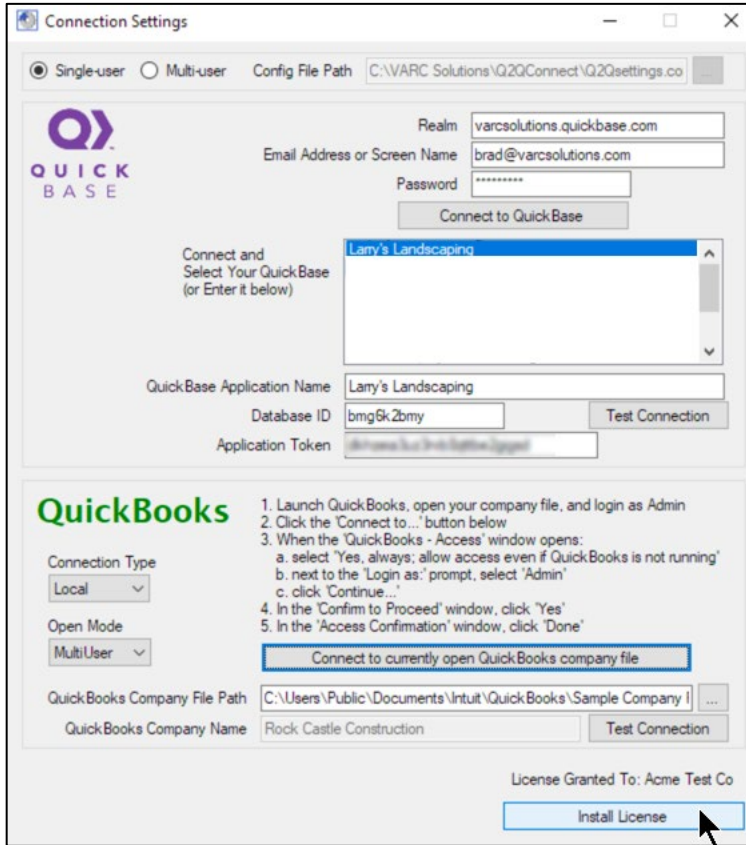 Connection Settings
Single-user Multi-user Config File Path C:\VARC Solutions\Q2QConnect\Q2Qsettings.co ...
QUICK
BASE
Realm varcsolutions.quickbase.com
Email Address or Screen Name brad@varcsolutions.com
Password *********
Connect to QuickBase
Connect and
Select Your QuickBase
(or Enter it below)
Larry's Landscaping
QuickBase Application Name Larry's Landscaping
Database ID bmg6k2bmy Test Connection
Application Token
QuickBooks
1. Launch QuickBooks, open your company file, and login as Admin
2. Click the 'Connect to...' button below
3. When the 'QuickBooks - Access' window opens:
a. select 'Yes, always; allow access even if QuickBooks is not running'
b. next to the 'Login as:' prompt, select 'Admin'
c. click 'Continue...'
4. In the 'Confirm to Proceed' window, click 'Yes'
5. In the 'Access Confirmation' window, click 'Done'
Connection Type
Local
Open Mode
MultiUser
Connect to currently open QuickBooks company file
QuickBooks Company File Path C:\Users\Public\Documents\Intuit\QuickBooks\Sample Company ...
QuickBooks Company Name Rock Castle Construction Test Connection
License Granted To: Acme Test Co
Install License